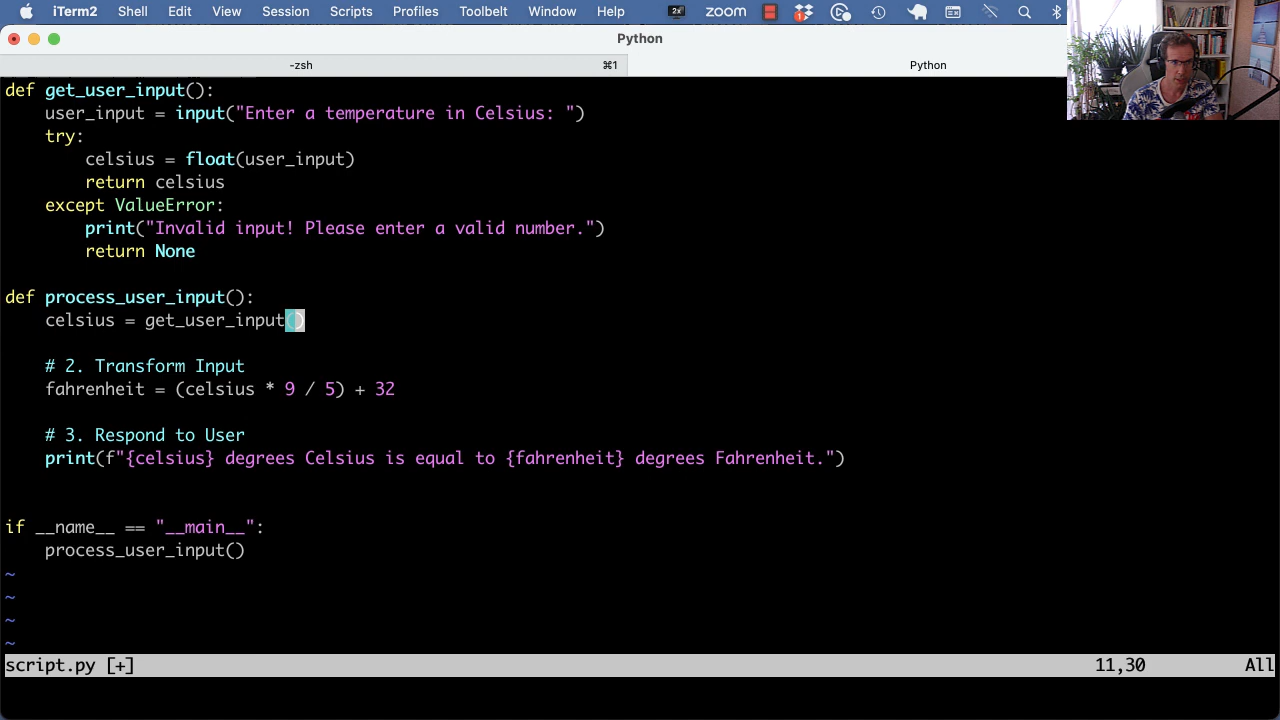 iTerm2 Shell Edit View Session Scripts Profiles Toolbelt Window Help 2x zoom 1
Python
-zsh ⌘1 Python
def get_user_input():
    user_input = input("Enter a temperature in Celsius: ")
    try:
        celsius = float(user_input)
        return celsius
    except ValueError:
        print("Invalid input! Please enter a valid number.")
        return None
def process_user_input():
    celsius = get_user_input()
    # 2. Transform Input
    fahrenheit = (celsius * 9 / 5) + 32
    # 3. Respond to User
    print(f"{celsius} degrees Celsius is equal to {fahrenheit} degrees Fahrenheit.")
if __name__ == "__main__":
    process_user_input()
~
~
~
~
script.py [+] 11,30 All